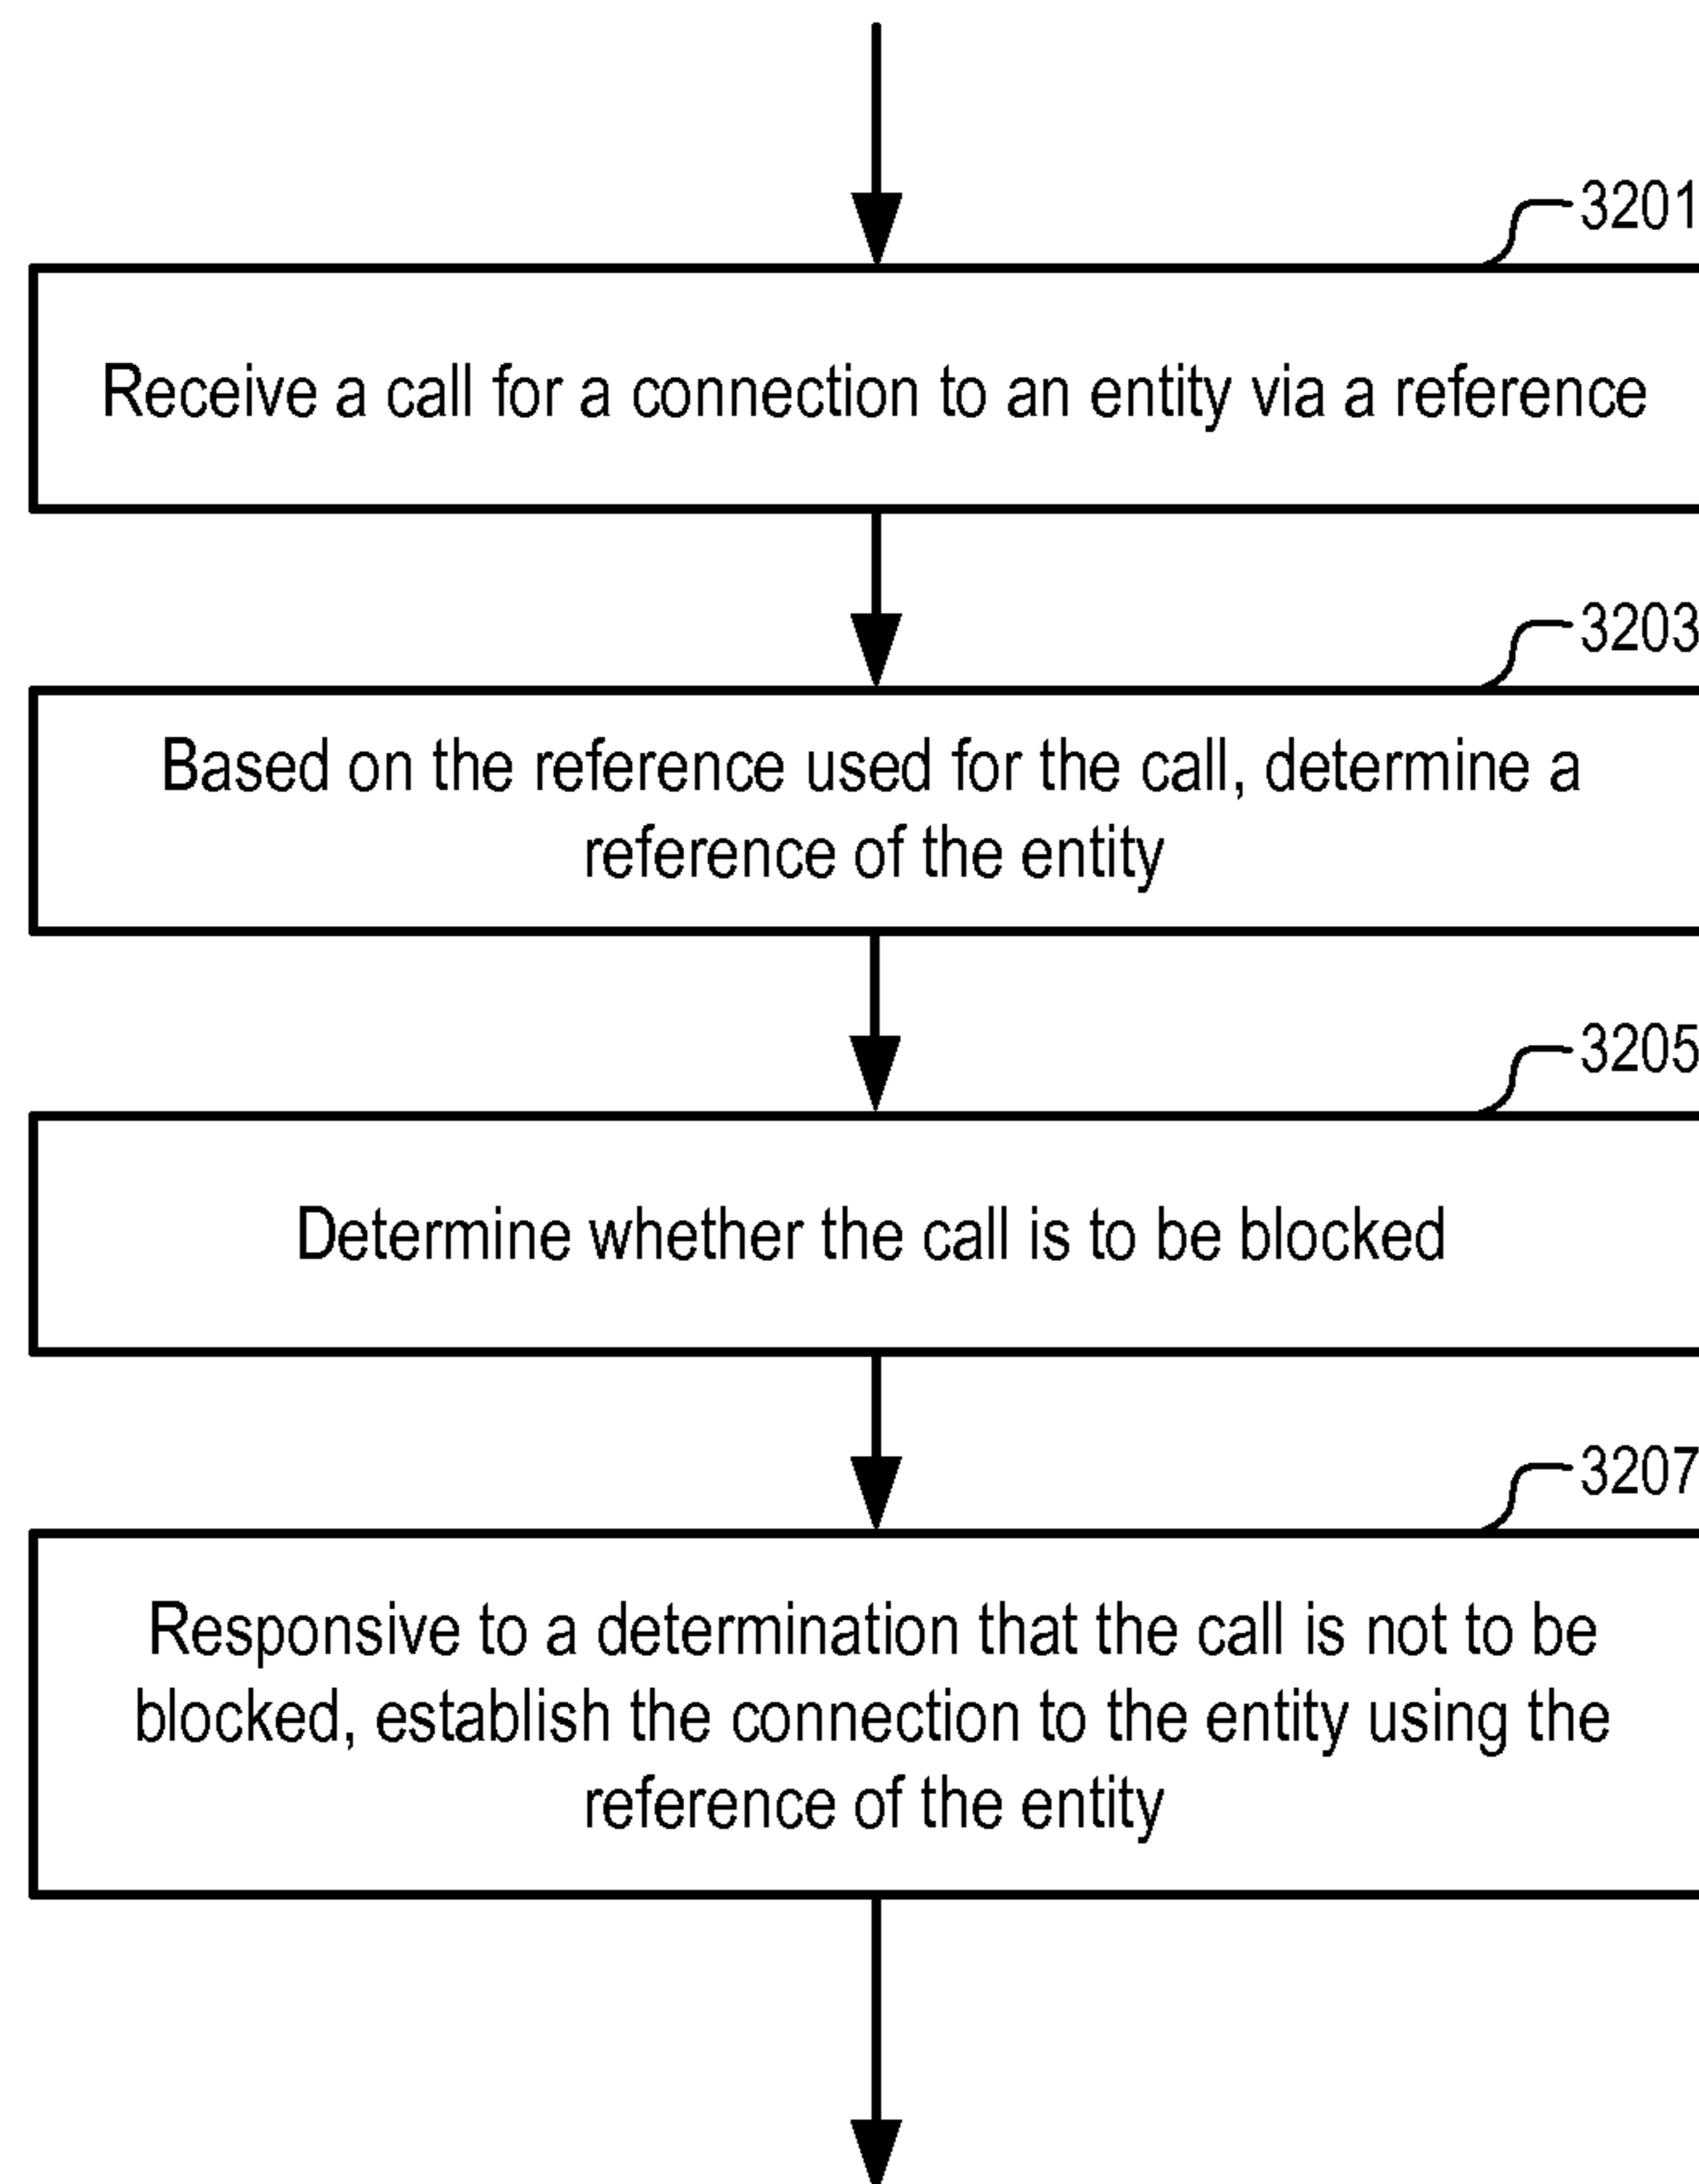 3201
Receive a call for a connection to an entity via a reference
3203
Based on the reference used for the call, determine a
reference of the entity
3205
Determine whether the call is to be blocked
3207
Responsive to a determination that the call is not to be
blocked, establish the connection to the entity using the
reference of the entity